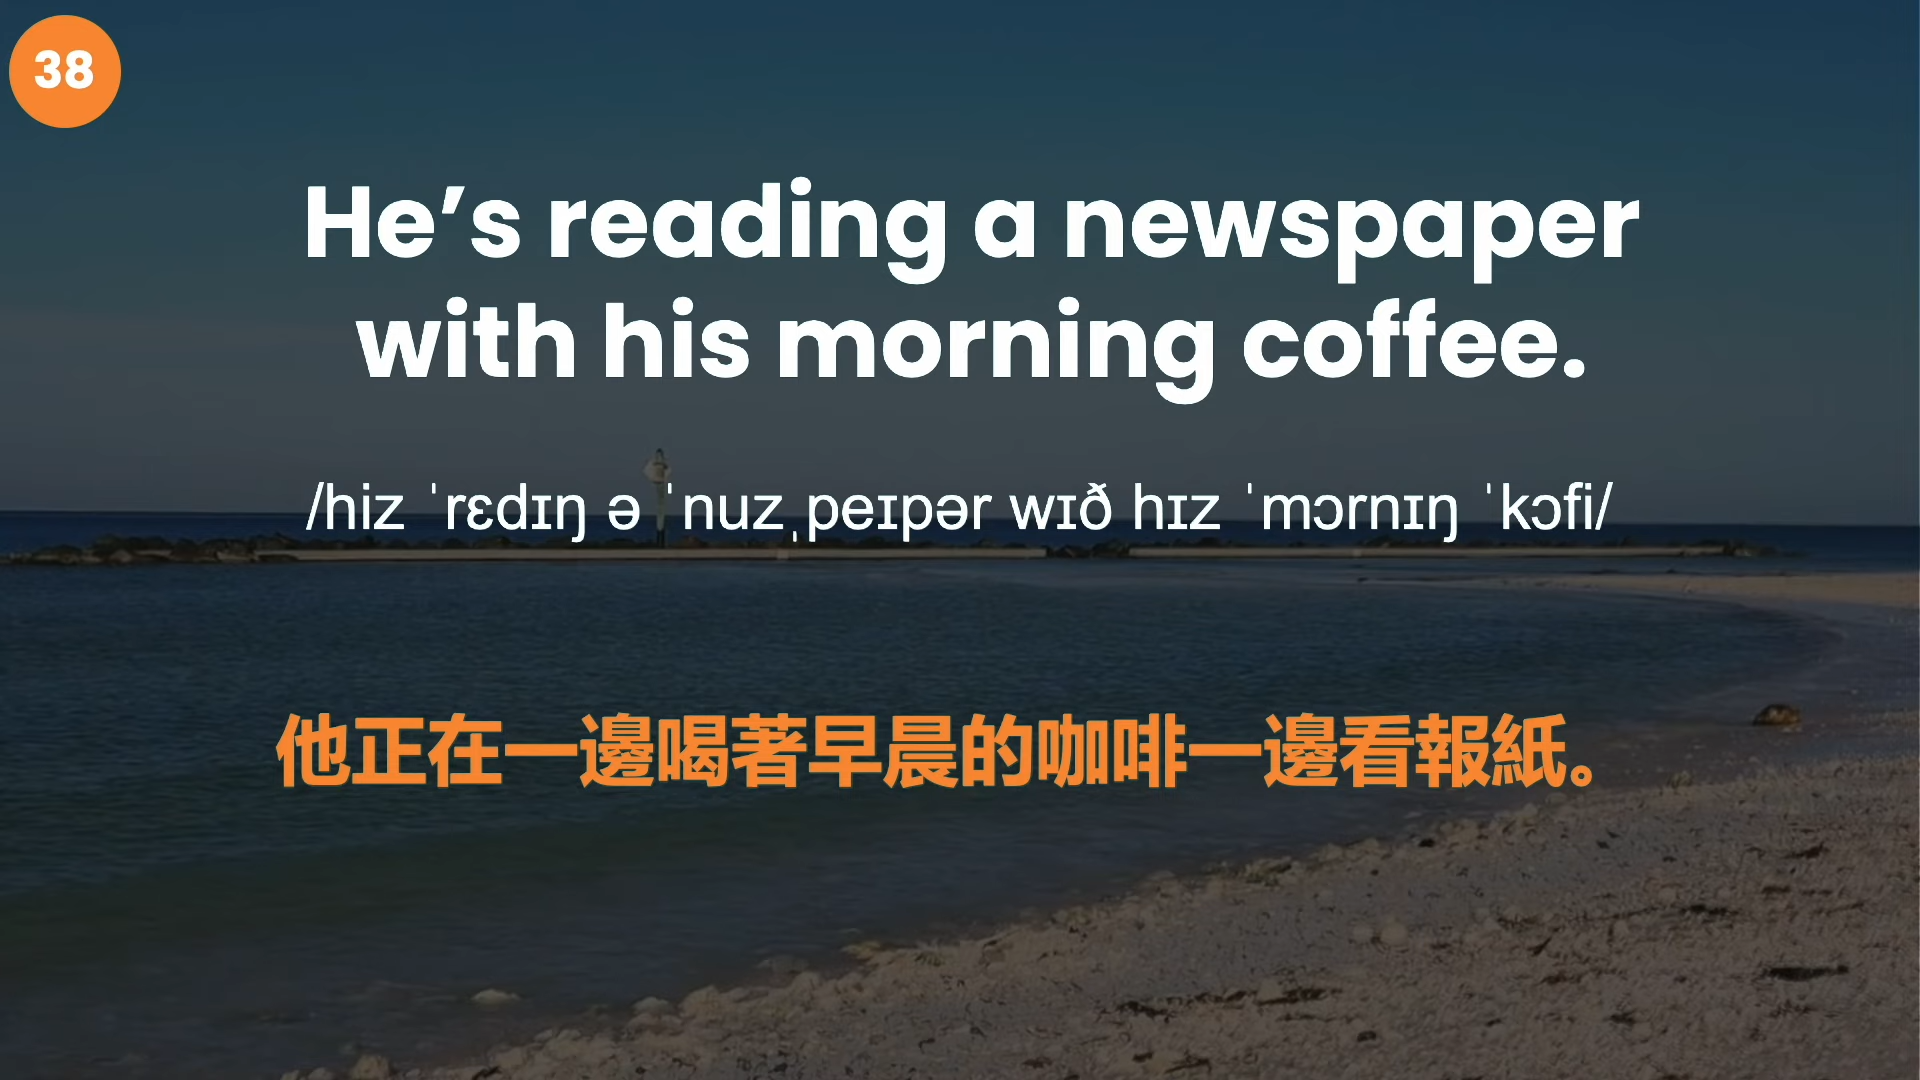 38
He’s reading a newspaper
with his morning coffee.
/hiz ˈrɛdɪŋ ə ˈnuzˌpeɪpər wɪð hɪz ˈmɔrnɪŋ ˈkɔfi/
他正在一邊喝著早晨的咖啡一邊看報紙。